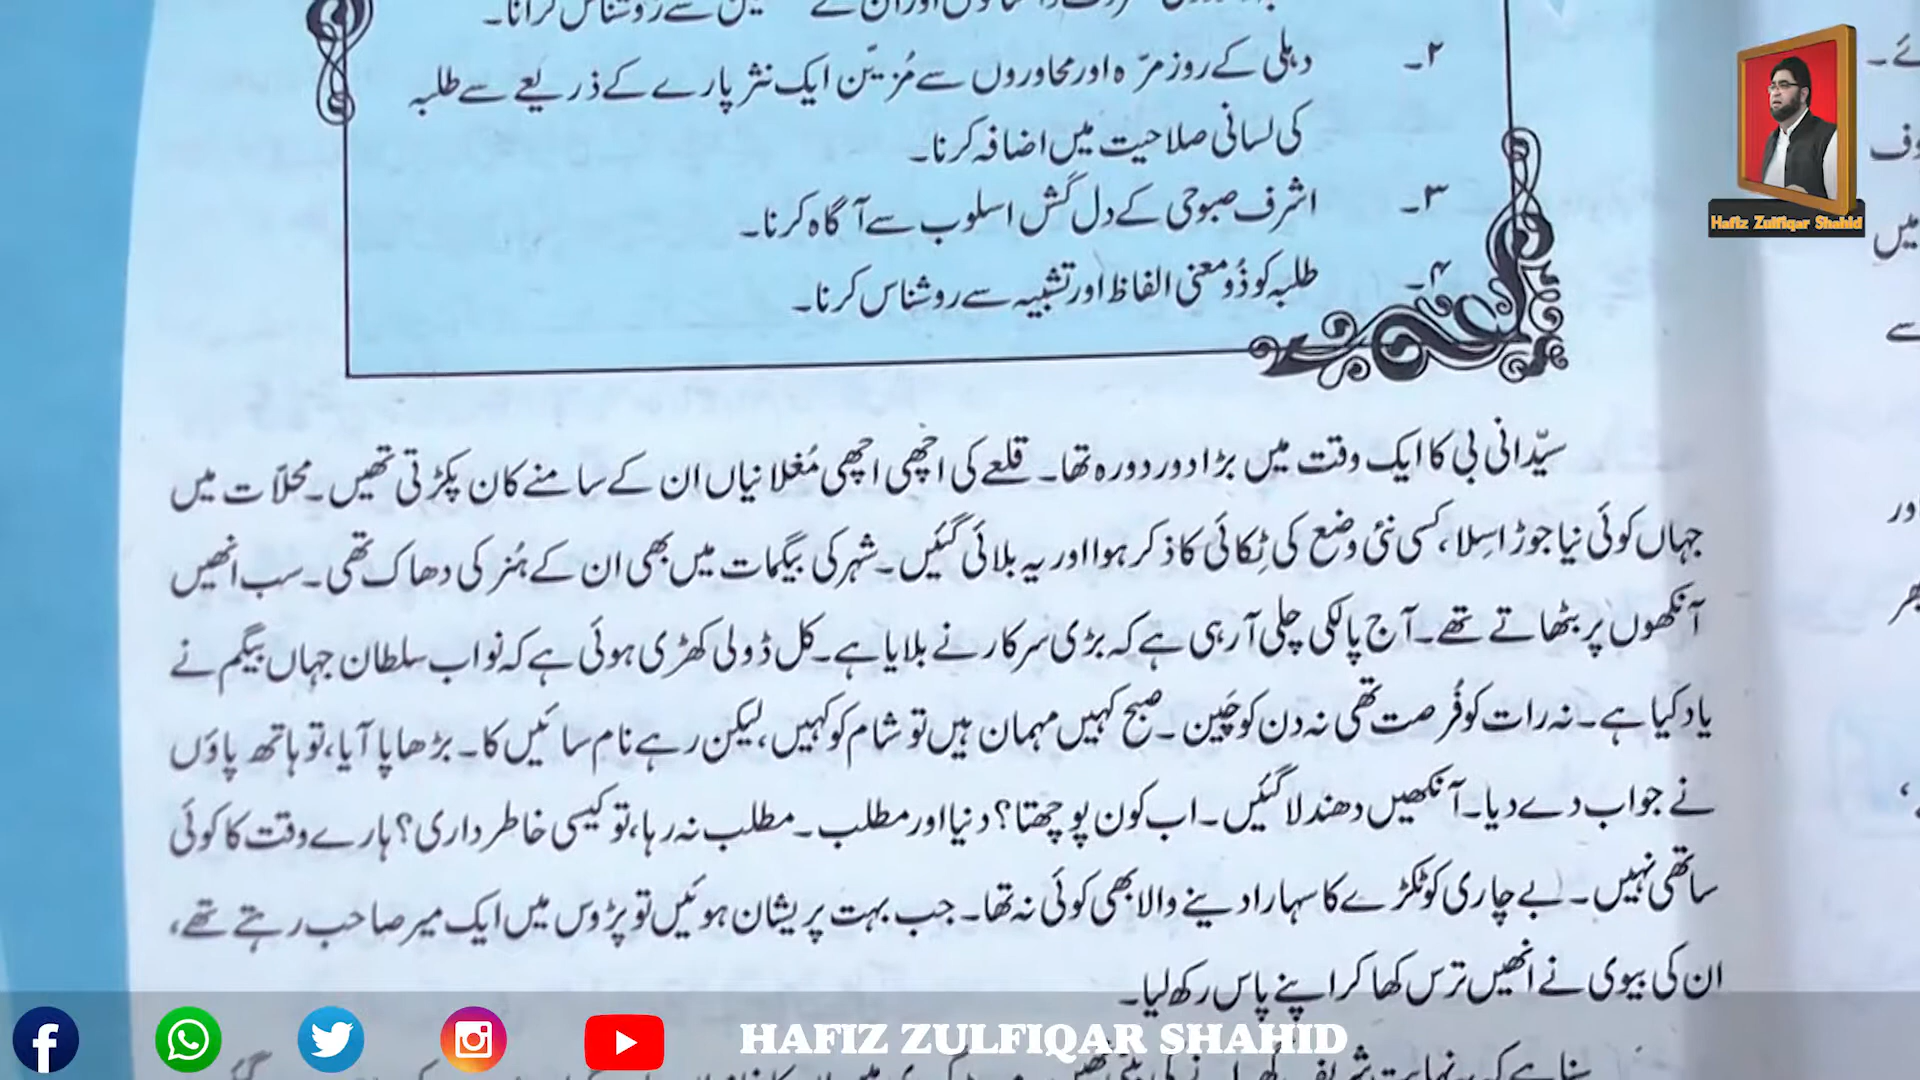 سے روشناس کرانا۔
۲۔ دہلی کے روزمرّہ اور محاوروں سے مُزیّن ایک نثر پارے کے ذریعے سے طلبہ
کی لسانی صلاحیت میں اضافہ کرنا۔
۳۔ اشرف صبوحی کے دل کَش اسلوب سے آگاہ کرنا۔
۴۔ طلبہ کو ذُومعنی الفاظ اور تشبیہ سے روشناس کرنا۔
سیّدانی بی کا ایک وقت میں بڑا دور دورہ تھا۔ قلعے کی اچھی اچھی مُغلانیاں ان کے سامنے کان پکڑتی تھیں۔ محلاّت میں
جہاں کوئی نیا جوڑا سِلا، کسی نئی وضع کی ٹِکائی کا ذکر ہوا اور یہ بلائی گئیں۔ شہر کی بیگمات میں بھی ان کے ہُنر کی دھاک تھی۔ سب انھیں
آنکھوں پر بٹھاتے تھے۔ آج پالکی چلی آ رہی ہے کہ بڑی سرکار نے بلایا ہے۔ کل ڈولی کھڑی ہوئی ہے کہ نواب سلطان جہاں بیگم نے
یاد کیا ہے۔ نہ رات کو فُرصت تھی نہ دن کو چَین۔ صبح کہیں مہمان ہیں تو شام کو کہیں، لیکن رہے نام سائیں کا۔ بڑھاپا آیا، تو ہاتھ پاؤں
نے جواب دے دیا۔ آنکھیں دھندلا گئیں۔ اب کون پوچھتا؟ دنیا اور مطلب۔ مطلب نہ رہا، تو کیسی خاطر داری؟ ہارے وقت کا کوئی
ساتھی نہیں۔ بے چاری کو ٹکڑے کا سہارا دینے والا بھی کوئی نہ تھا۔ جب بہت پریشان ہوئیں تو پڑوس میں ایک میر صاحب رہتے تھے،
ان کی بیوی نے انھیں ترس کھا کر اپنے پاس رکھ لیا۔
میں
سے
Hafiz Zulfiqar Shahid
HAFIZ ZULFIQAR SHAHID